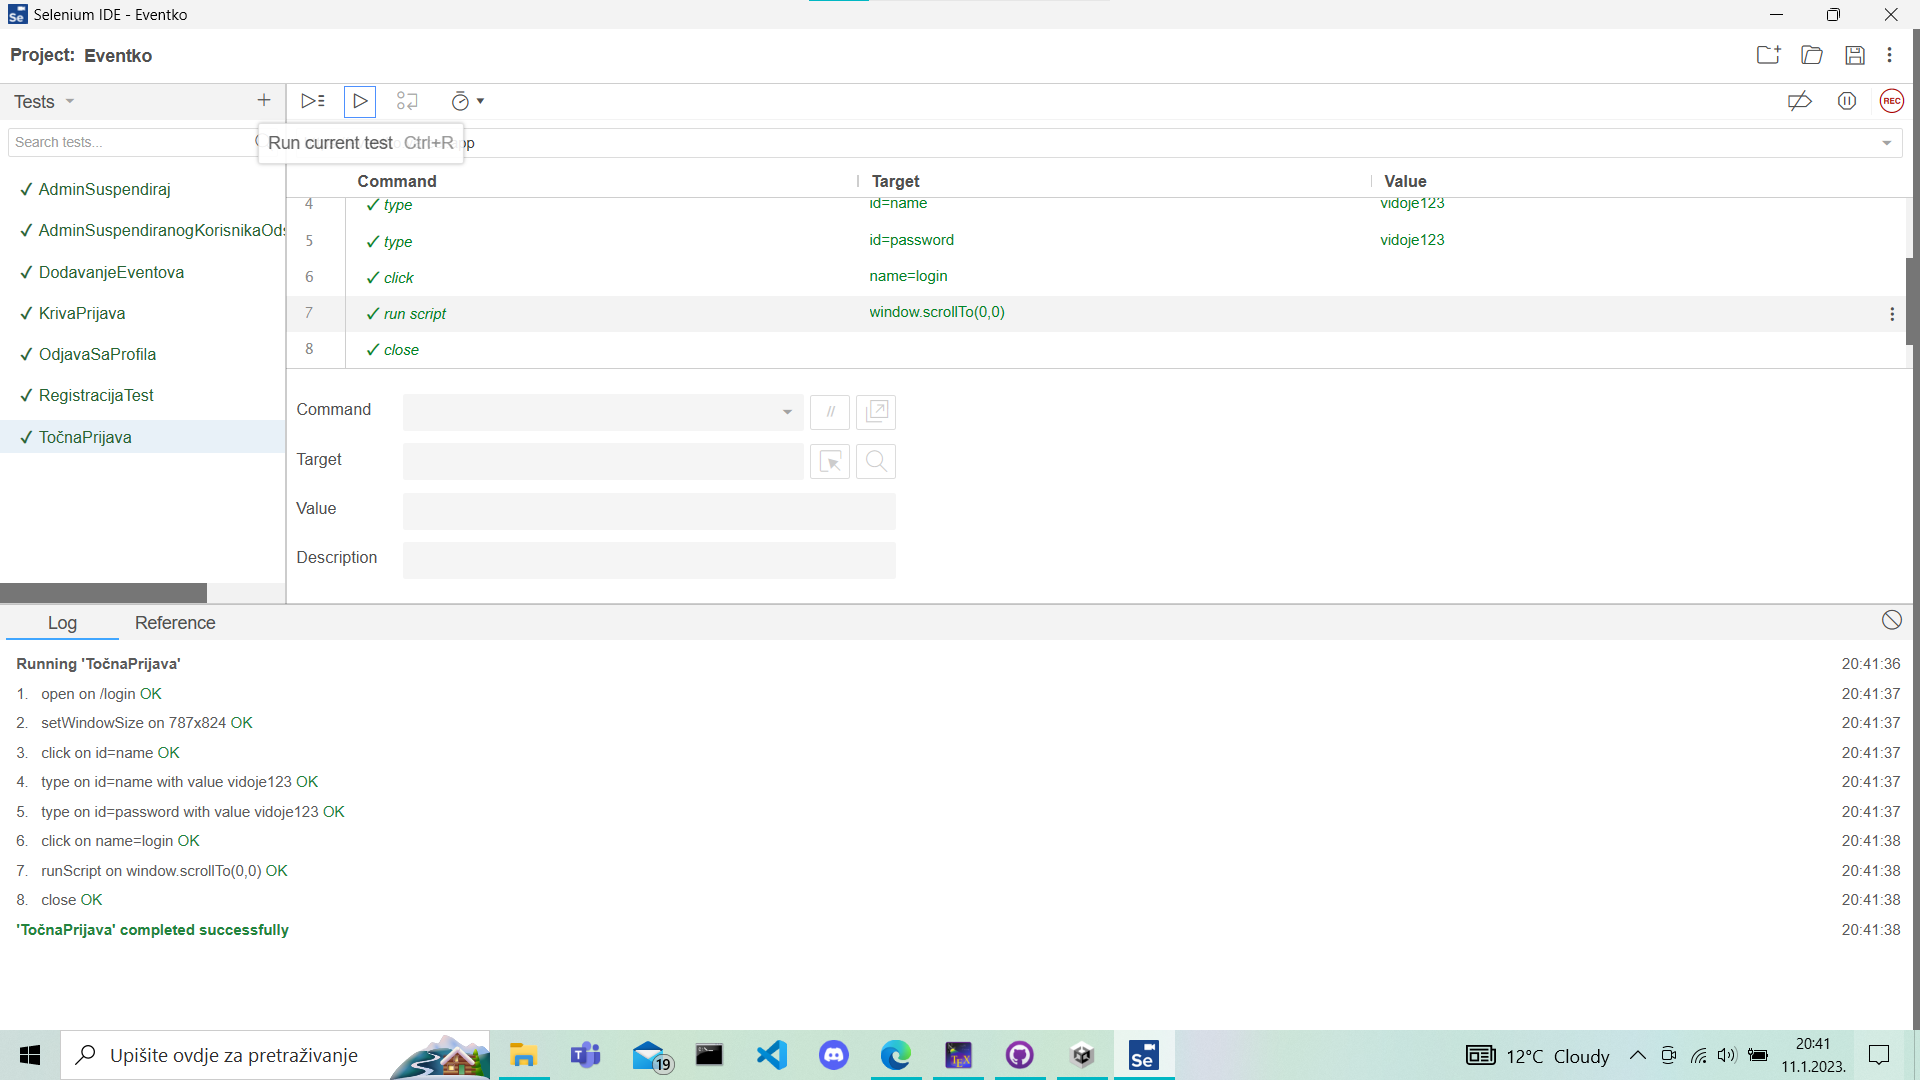 Selenium IDE - Eventko
Project: Eventko
Tests
Search tests...
Run current test Ctrl+R
pp
Command Target Value
✓ AdminSuspendiraj
✓ AdminSuspendiranogKorisnikaOds
✓ DodavanjeEventova
✓ KrivaPrijava
✓ OdjavaSaProfila
✓ RegistracijaTest
✓ TočnaPrijava
4 ✓ type id=name vidoje123
5 ✓ type id=password vidoje123
6 ✓ click name=login
7 ✓ run script window.scrollTo(0,0)
8 ✓ close
Command //
Target
Value
Description
Log Reference
Running 'TočnaPrijava' 20:41:36
1. open on /login OK 20:41:37
2. setWindowSize on 787x824 OK 20:41:37
3. click on id=name OK 20:41:37
4. type on id=name with value vidoje123 OK 20:41:37
5. type on id=password with value vidoje123 OK 20:41:37
6. click on name=login OK 20:41:38
7. runScript on window.scrollTo(0,0) OK 20:41:38
8. close OK 20:41:38
'TočnaPrijava' completed successfully 20:41:38
REC
Upišite ovdje za pretraživanje
19
TEX
Se
12°C Cloudy
20:41
11.1.2023.